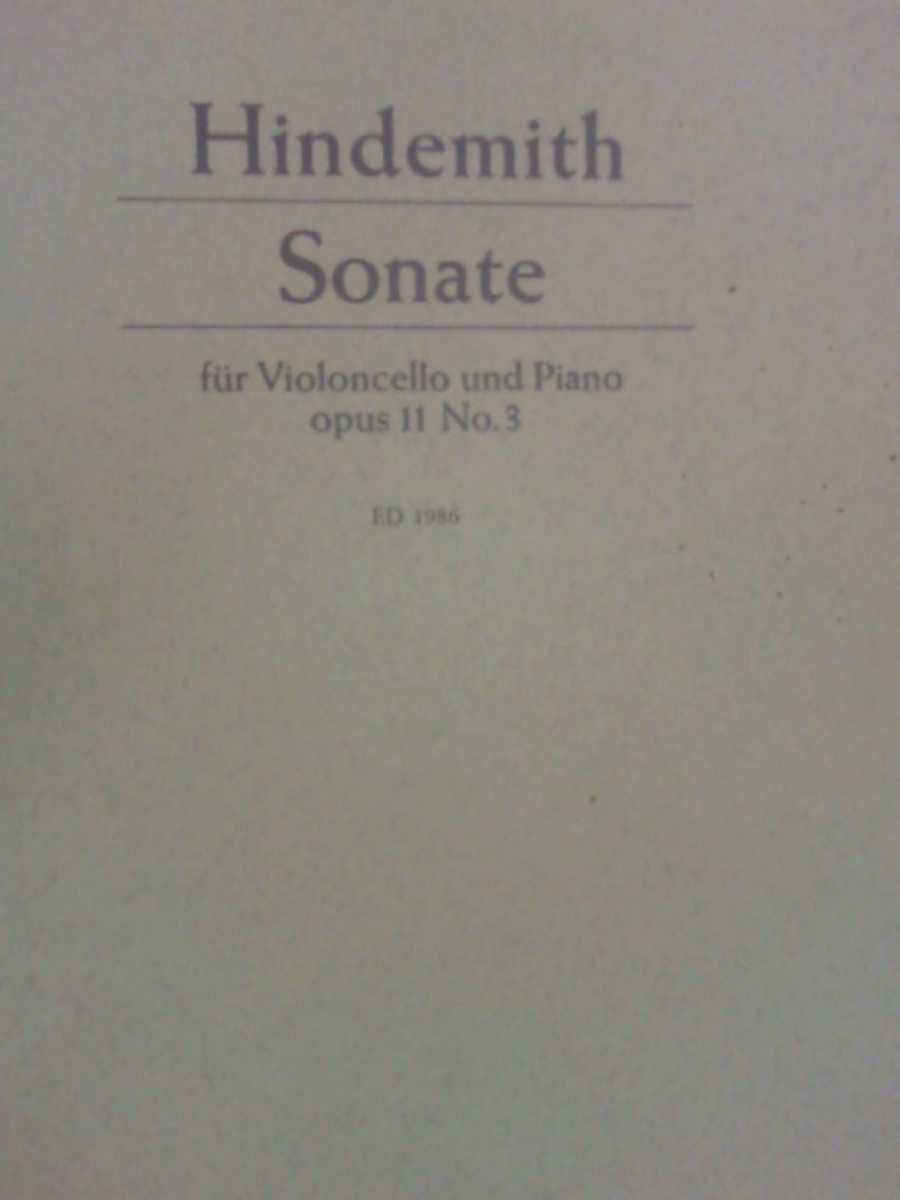 Hindemith
Sonate
für Violoncello und Piano
opus 11 No. 3
ED 1986